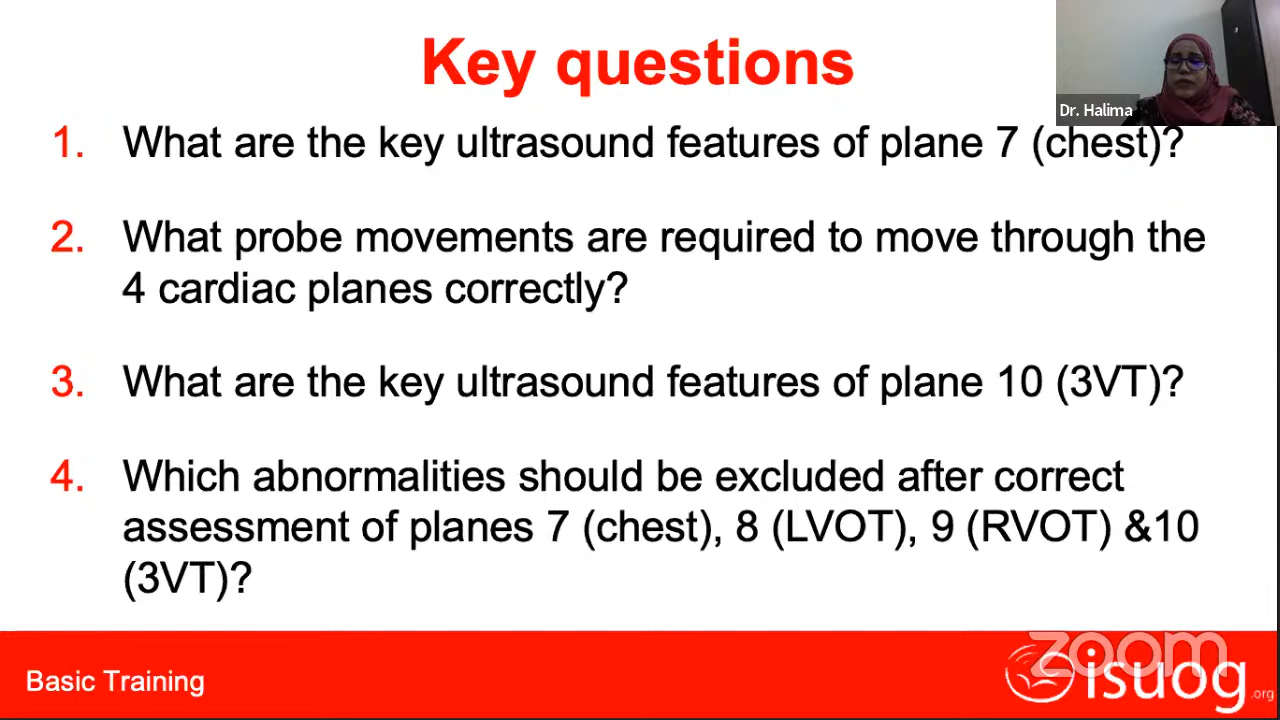 Key questions
Dr. Halima
1. What are the key ultrasound features of plane 7 (chest)?
2. What probe movements are required to move through the
4 cardiac planes correctly?
3. What are the key ultrasound features of plane 10 (3VT)?
4. Which abnormalities should be excluded after correct
assessment of planes 7 (chest), 8 (LVOT), 9 (RVOT) &10
(3VT)?
zoom
Basic Training
isuog.org